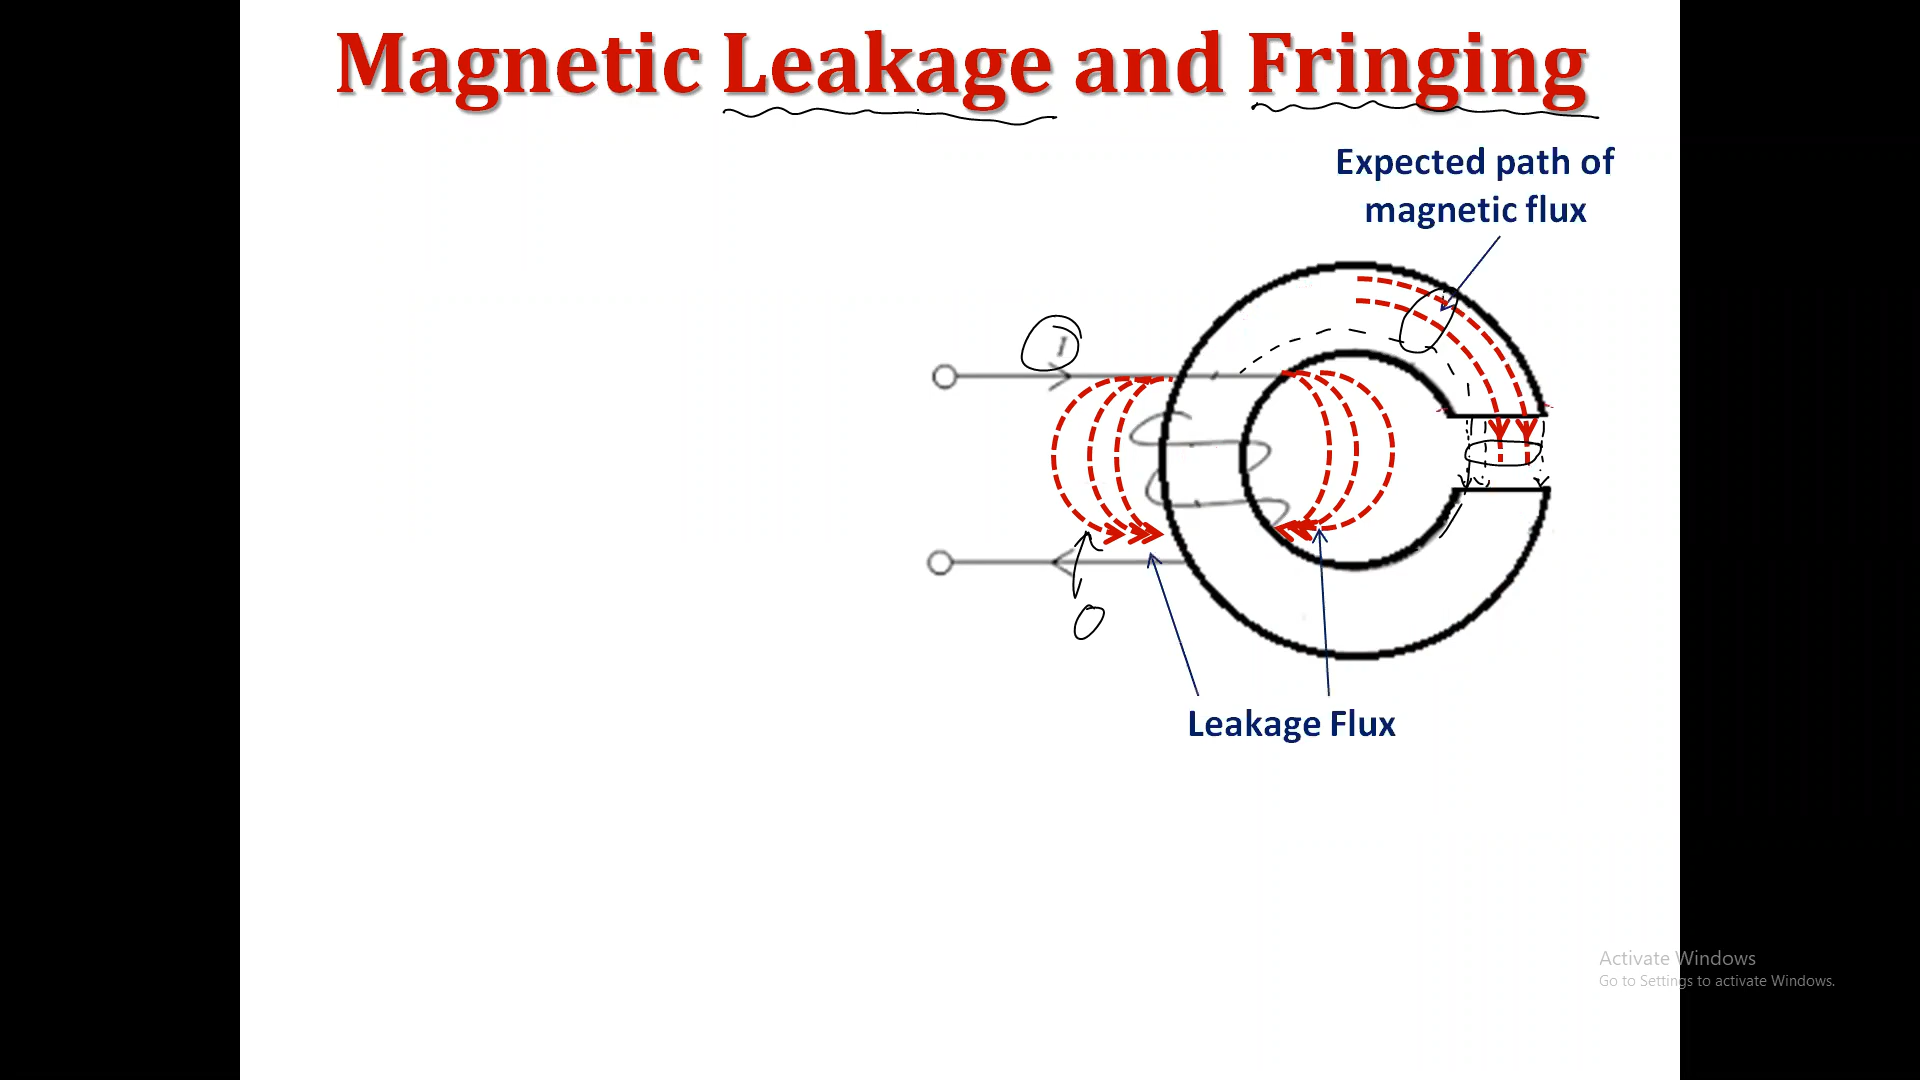 Magnetic Leakage and Fringing
Expected path of
magnetic flux
I
Leakage Flux
Activate Windows
Go to Settings to activate Windows.